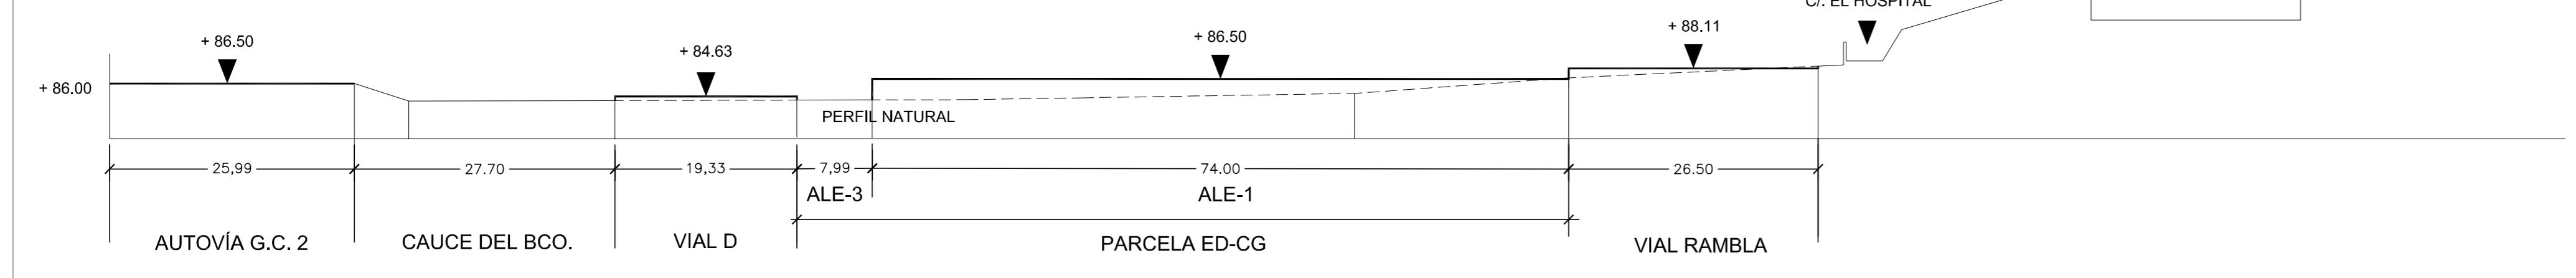 C/. EL HOSPITAL
+ 88.11
+ 86.50
+ 86.50
+ 84.63
+ 86.00
PERFIL NATURAL
25,99
27.70
19,33
7,99
74.00
26.50
ALE-3
ALE-1
AUTOVÍA G.C. 2
CAUCE DEL BCO.
VIAL D
PARCELA ED-CG
VIAL RAMBLA